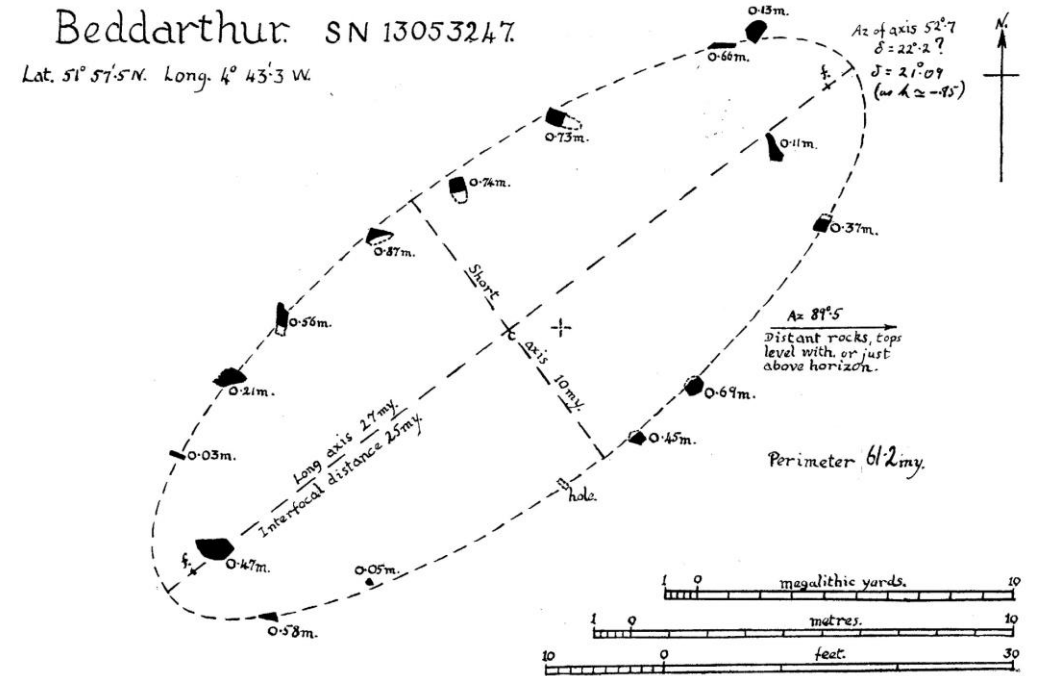 Beddarthur. SN 13053247.
Lat. 51° 57'.5 N. Long. 4° 43'.3 W.
0.13m.
Az of axis 52°.7
δ = 22°.2 ?
δ = 21°.09
(as h ≃ -.95)
N.
0.66m.
f.
0.73m.
0.11m.
0.74m.
0.37m.
0.87m.
Short axis 10my.
0.56m.
Az 89°.5
Distant rocks, tops
level with. or just
above horizon.
0.21m.
0.69m.
0.45m.
0.03m.
Long axis 27my.
Interfocal distance 25my.
Perimeter 61.2my.
hole.
f.
0.47m.
0.05m.
0.58m.
megalithic yards.
1 0 10
metres.
1 0 10
feet.
10 0 30